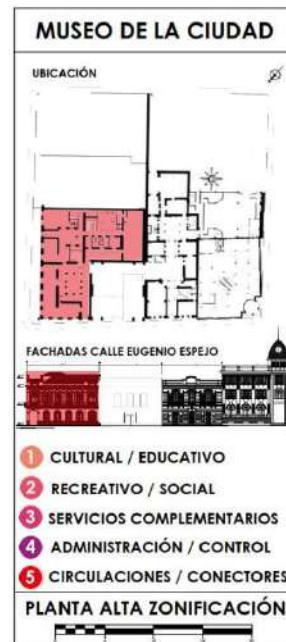 MUSEO DE LA CIUDAD
UBICACIÓN
FACHADAS CALLE EUGENIO ESPEJO
1 CULTURAL / EDUCATIVO
2 RECREATIVO / SOCIAL
3 SERVICIOS COMPLEMENTARIOS
4 ADMINISTRACIÓN / CONTROL
5 CIRCULACIONES / CONECTORES
PLANTA ALTA ZONIFICACIÓN